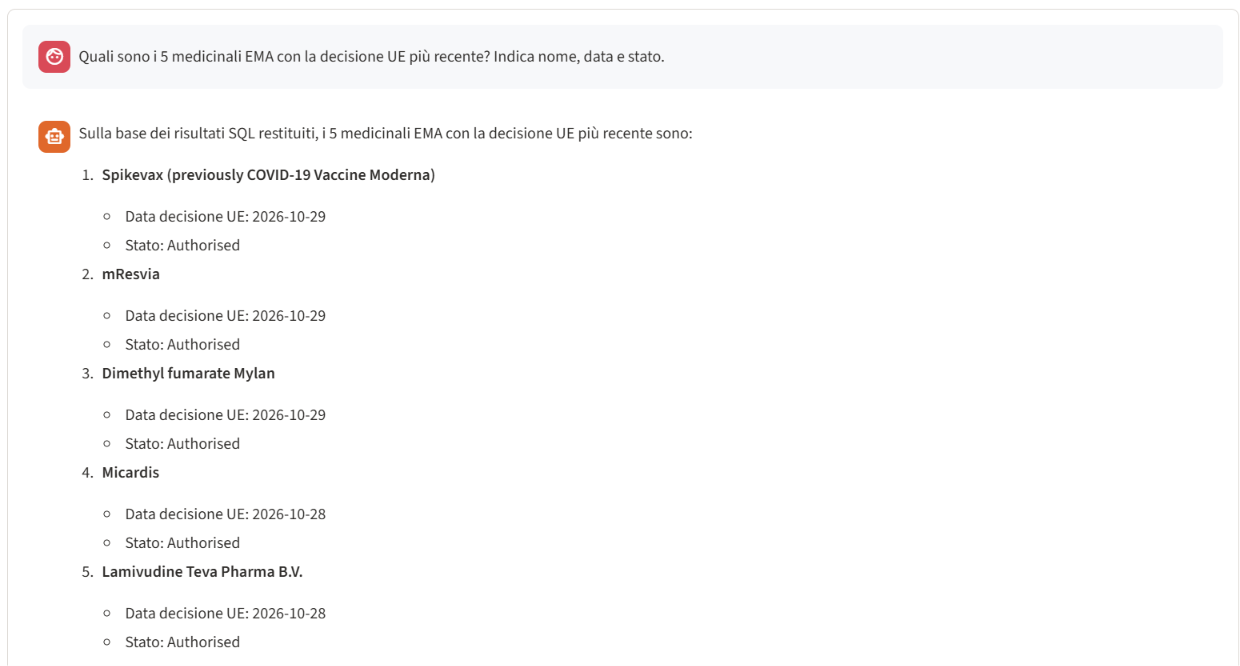 Quali sono i 5 medicinali EMA con la decisione UE più recente? Indica nome, data e stato.
Sulla base dei risultati SQL restituiti, i 5 medicinali EMA con la decisione UE più recente sono:
1. Spikevax (previously COVID-19 Vaccine Moderna)
Data decisione UE: 2026-10-29
Stato: Authorised
2. mResvia
Data decisione UE: 2026-10-29
Stato: Authorised
3. Dimethyl fumarate Mylan
Data decisione UE: 2026-10-29
Stato: Authorised
4. Micardis
Data decisione UE: 2026-10-28
Stato: Authorised
5. Lamivudine Teva Pharma B.V.
Data decisione UE: 2026-10-28
Stato: Authorised